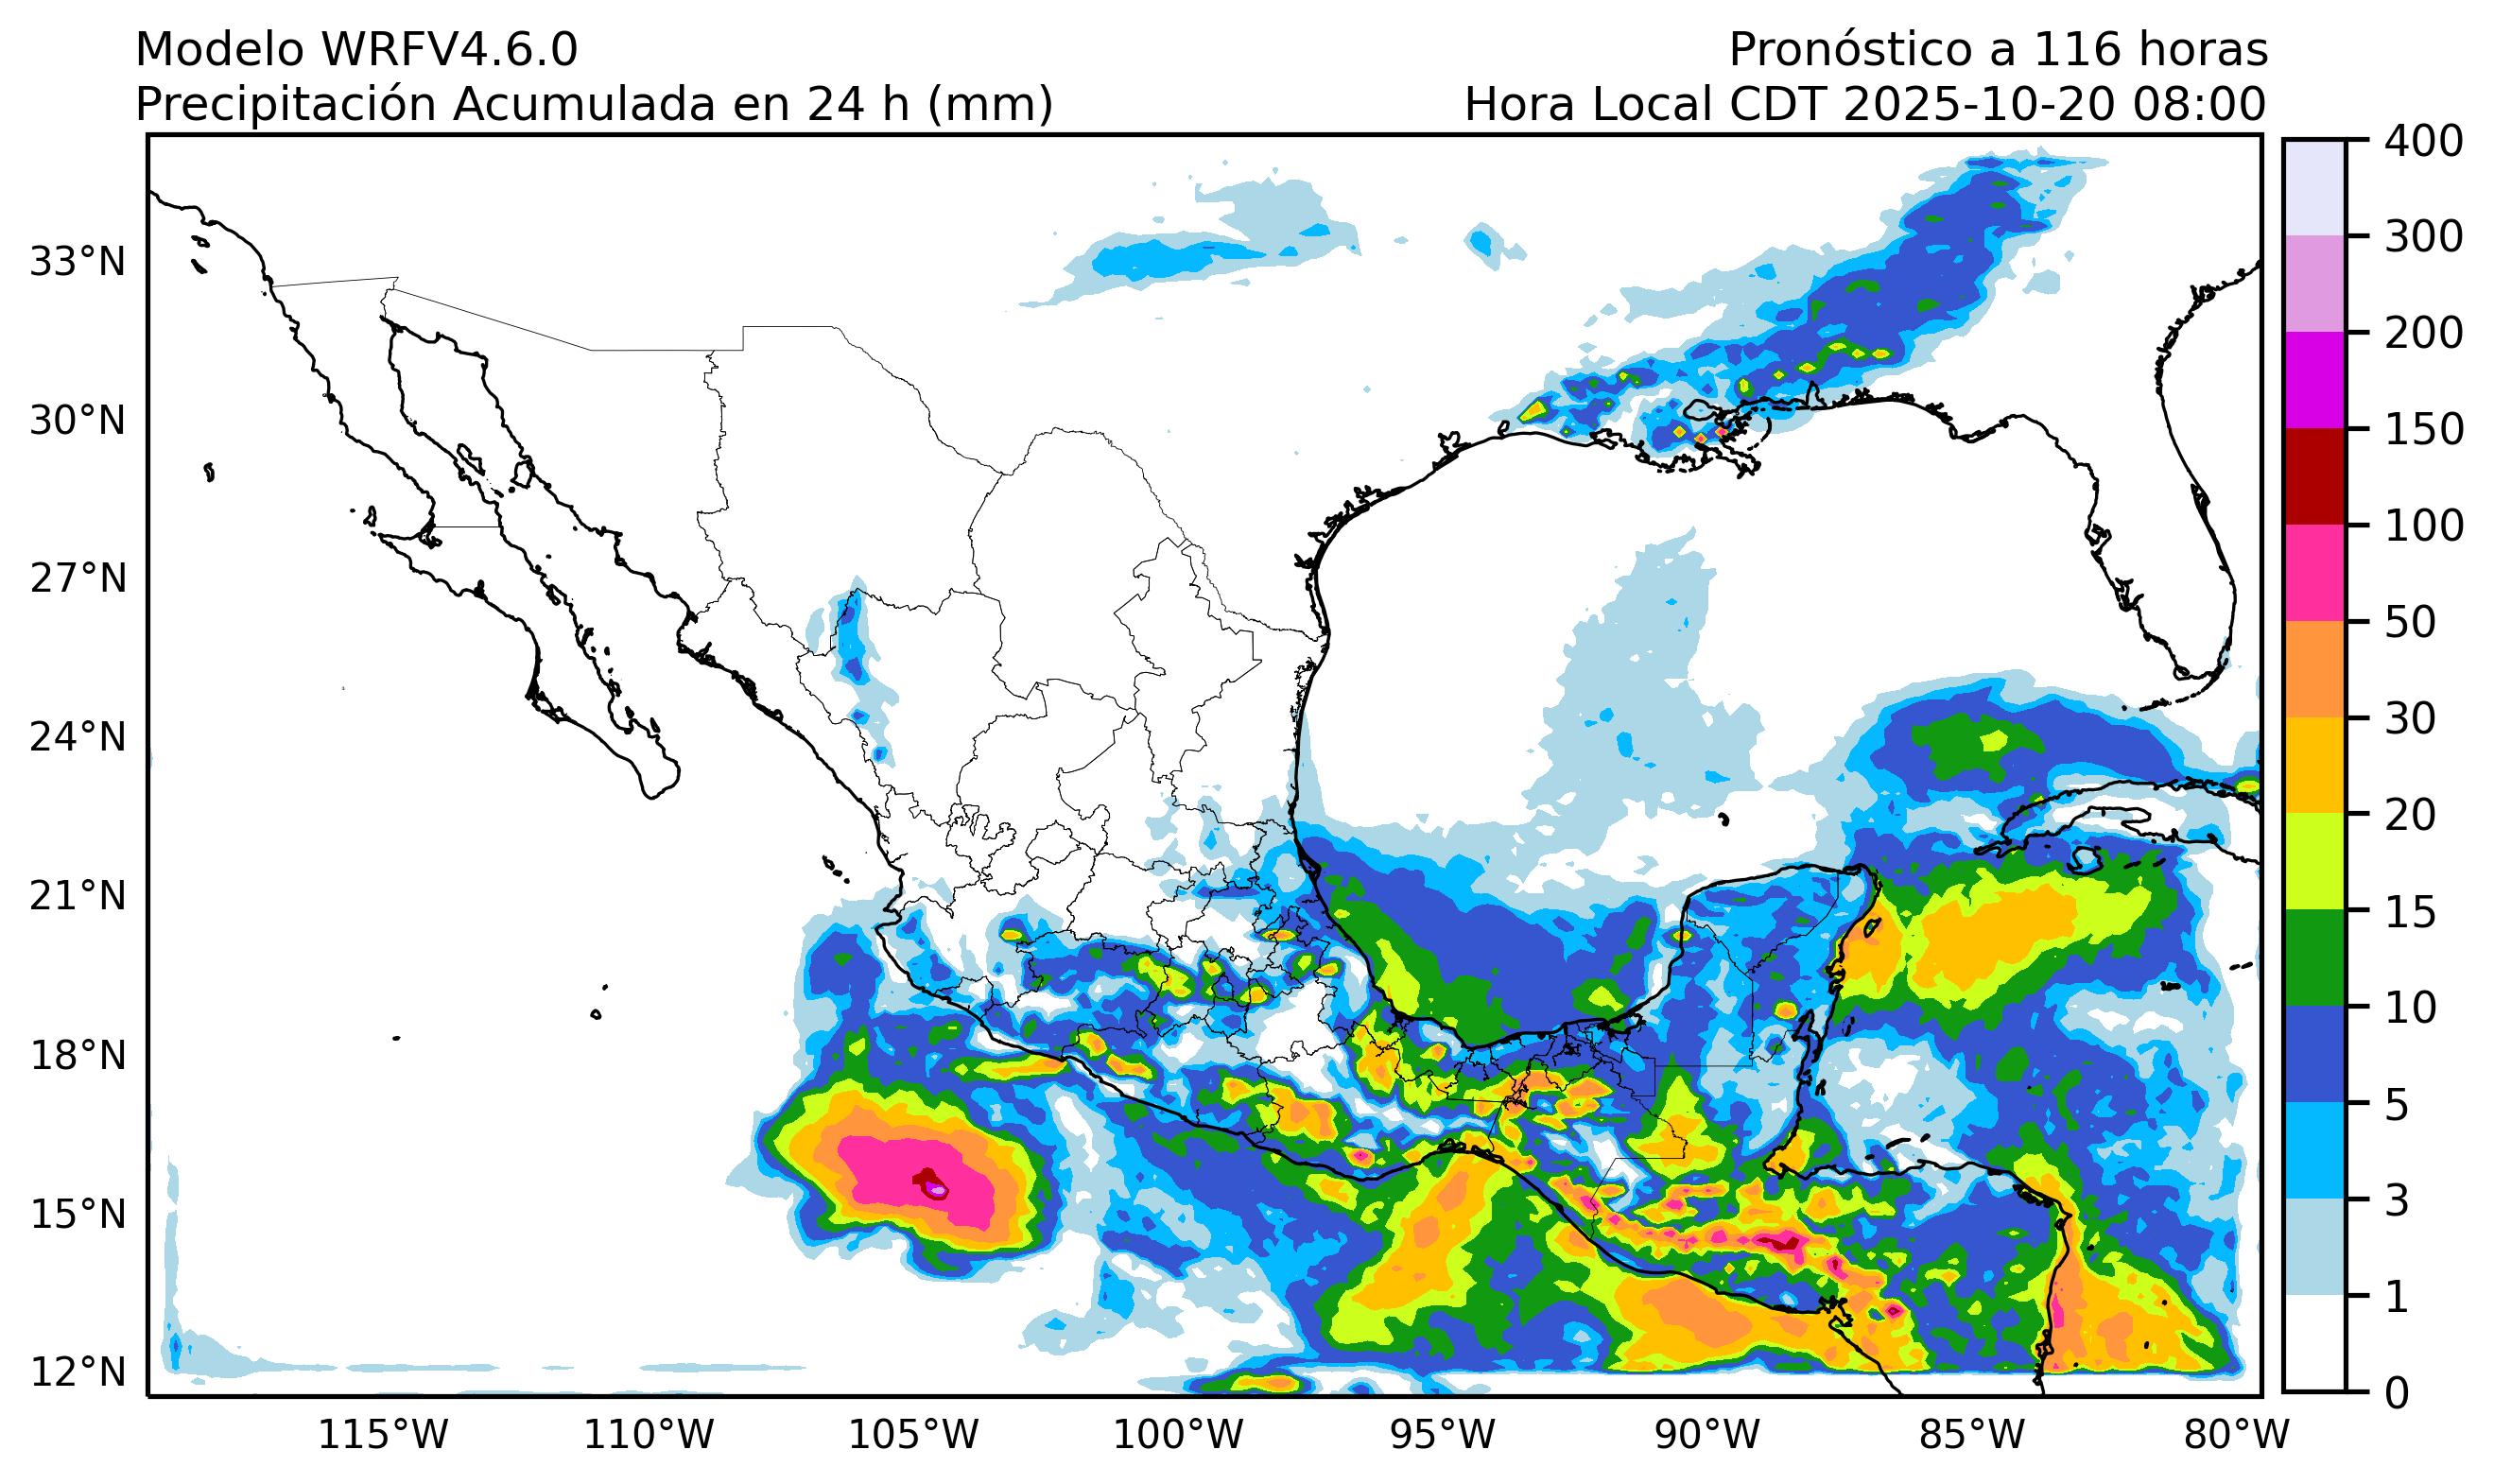 Modelo WRFV4.6.0
Pronóstico a 116 horas
Precipitación Acumulada en 24 h (mm)
Hora Local CDT 2025-10-20 08:00
33°N
30°N
27°N
24°N
21°N
18°N
15°N
12°N
115°W
110°W
105°W
100°W
95°W
90°W
85°W
80°W
400
300
200
150
100
50
30
20
15
10
5
3
1
0